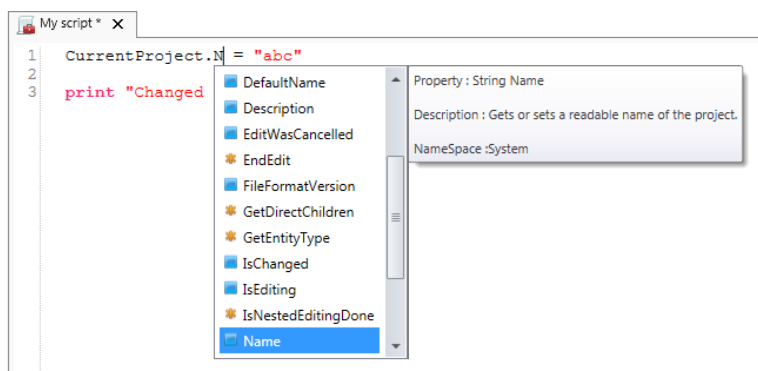 My script * X
1 CurrentProject.N = "abc"
2
3 print "Changed
DefaultName
Description
EditWasCancelled
EndEdit
FileFormatVersion
GetDirectChildren
GetEntityType
IsChanged
IsEditing
IsNestedEditingDone
Name
Property : String Name
Description : Gets or sets a readable name of the project.
NameSpace :System